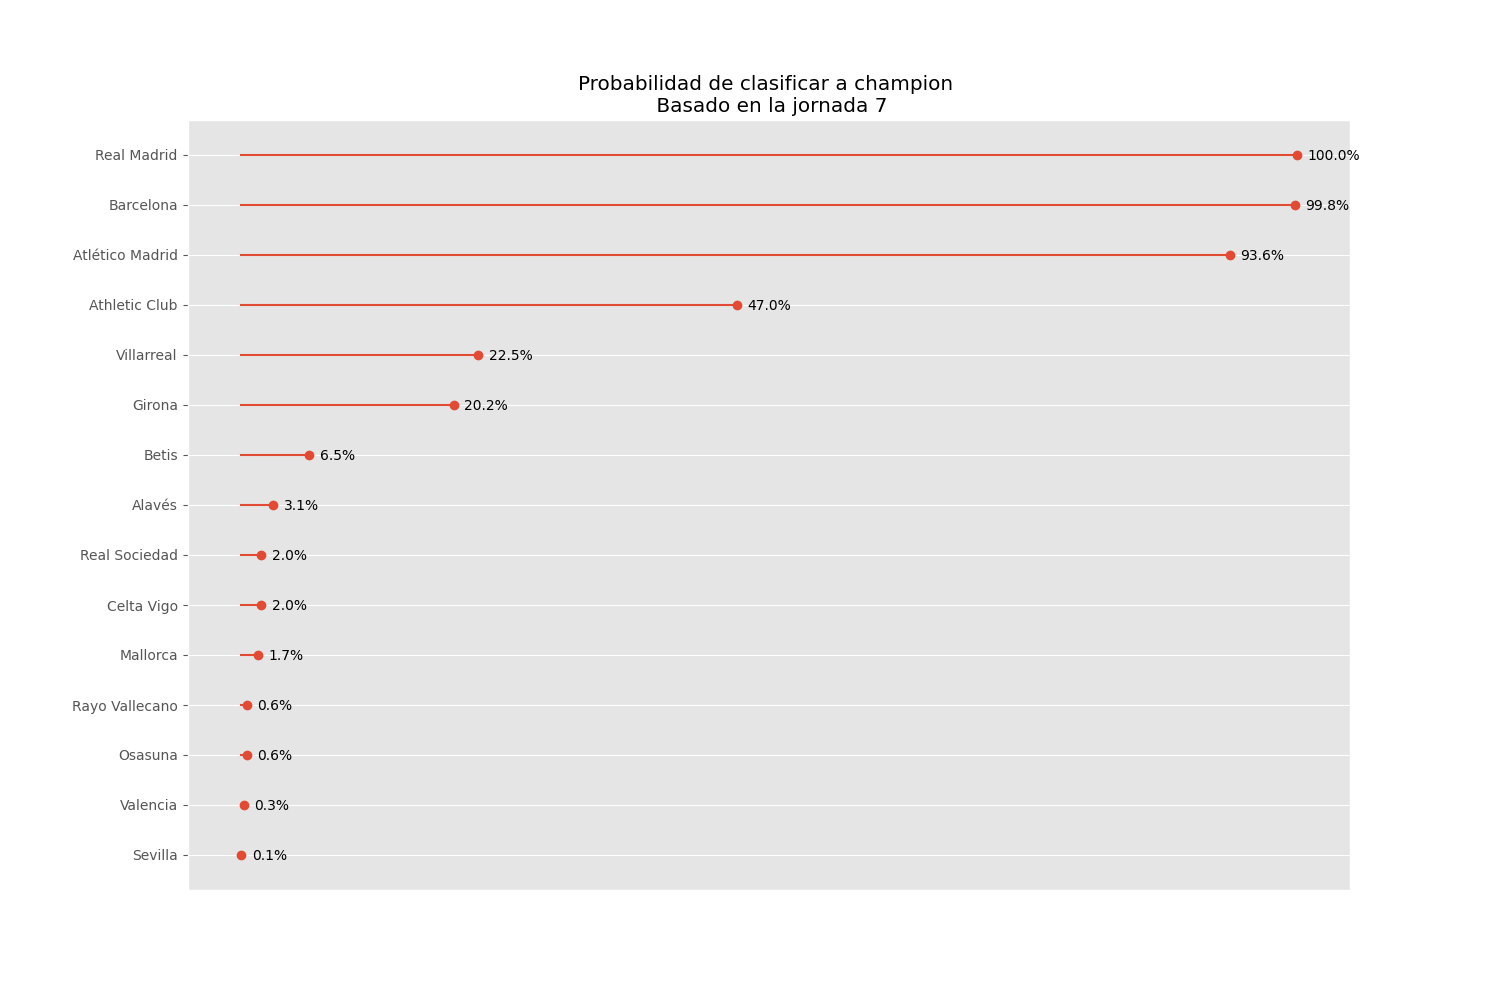 Probabilidad de clasificar a champion
Basado en la jornada 7
Real Madrid 100.0%
Barcelona 99.8%
Atlético Madrid 93.6%
Athletic Club 47.0%
Villarreal 22.5%
Girona 20.2%
Betis 6.5%
Alavés 3.1%
Real Sociedad 2.0%
Celta Vigo 2.0%
Mallorca 1.7%
Rayo Vallecano 0.6%
Osasuna 0.6%
Valencia 0.3%
Sevilla 0.1%